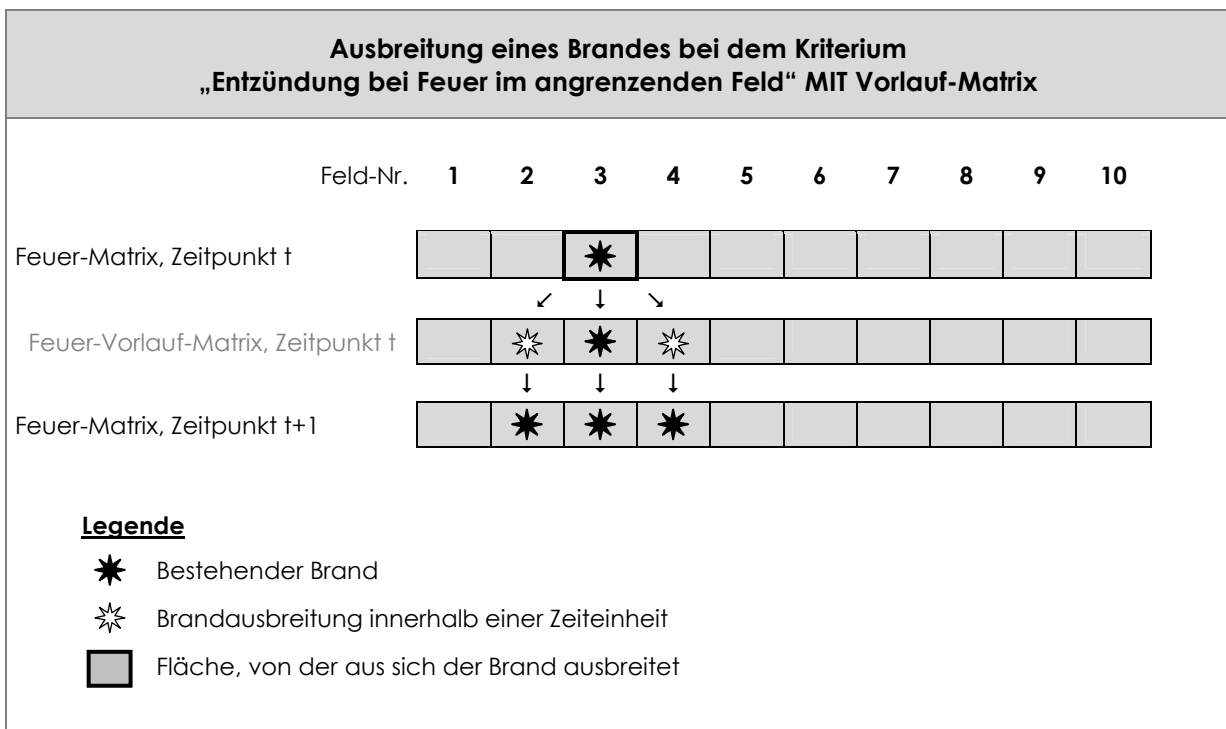 Ausbreitung eines Brandes bei dem Kriterium
„Entzündung bei Feuer im angrenzenden Feld“ MIT Vorlauf-Matrix
Feld-Nr. 1 2 3 4 5 6 7 8 9 10
Feuer-Matrix, Zeitpunkt t
Feuer-Vorlauf-Matrix, Zeitpunkt t
Feuer-Matrix, Zeitpunkt t+1
Legende
Bestehender Brand
Brandausbreitung innerhalb einer Zeiteinheit
Fläche, von der aus sich der Brand ausbreitet